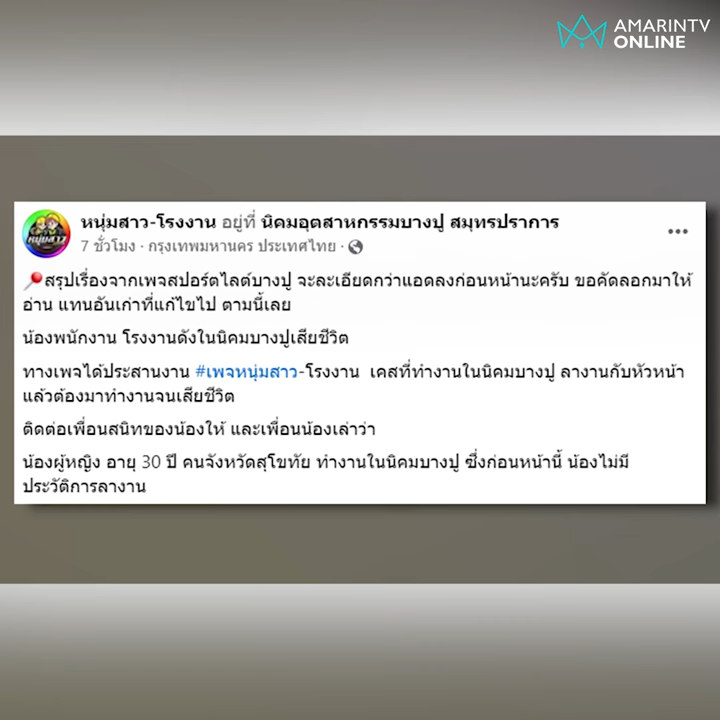 AMARINTV
ONLINE
หนุ่มสาว-โรงงาน อยู่ที่ นิคมอุตสาหกรรมบางปู สมุทรปราการ
7 ชั่วโมง · กรุงเทพมหานคร ประเทศไทย ·
📍สรุปเรื่องจากเพจสปอร์ตไลต์บางปู จะละเอียดกว่าแอดลงก่อนหน้านะครับ ขอคัดลอกมาให้
อ่าน แทนอันเก่าที่แก้ไขไป ตามนี้เลย
น้องพนักงาน โรงงานดังในนิคมบางปูเสียชีวิต
ทางเพจได้ประสานงาน #เพจหนุ่มสาว-โรงงาน เคสที่ทำงานในนิคมบางปู ลางานกับหัวหน้า
แล้วต้องมาทำงานจนเสียชีวิต
ติดต่อเพื่อนสนิทของน้องให้ และเพื่อนน้องเล่าว่า
น้องผู้หญิง อายุ 30 ปี คนจังหวัดสุโขทัย ทำงานในนิคมบางปู ซึ่งก่อนหน้านี้ น้องไม่มี
ประวัติการลางาน